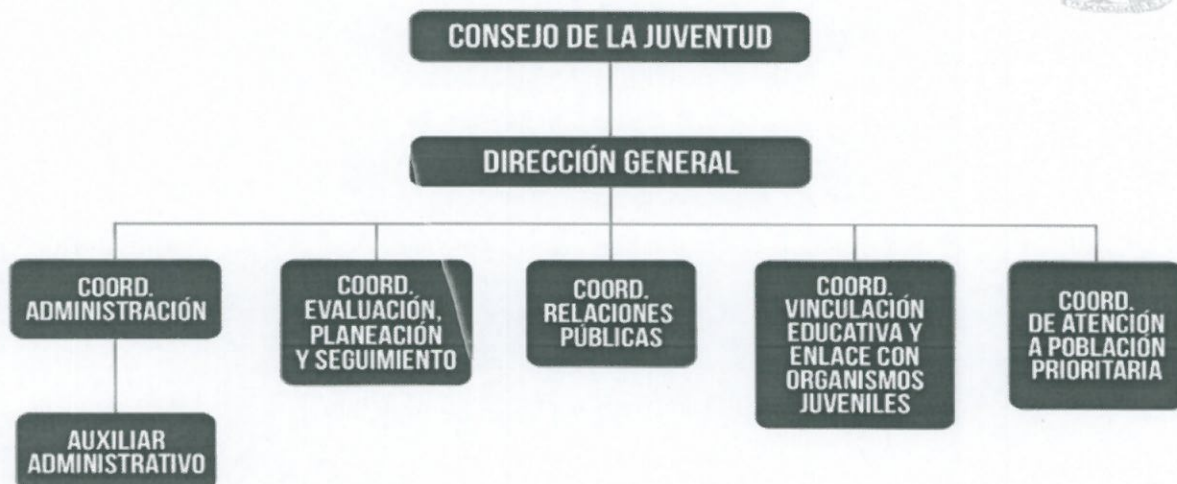 CONSEJO DE LA JUVENTUD
DIRECCIÓN GENERAL
COORD.
ADMINISTRACIÓN
COORD.
EVALUACIÓN,
PLANEACIÓN
Y SEGUIMIENTO
COORD.
RELACIONES
PÚBLICAS
COORD.
VINCULACIÓN
EDUCATIVA Y
ENLACE CON
ORGANISMOS
JUVENILES
COORD.
DE ATENCIÓN
A POBLACIÓN
PRIORITARIA
AUXILIAR
ADMINISTRATIVO